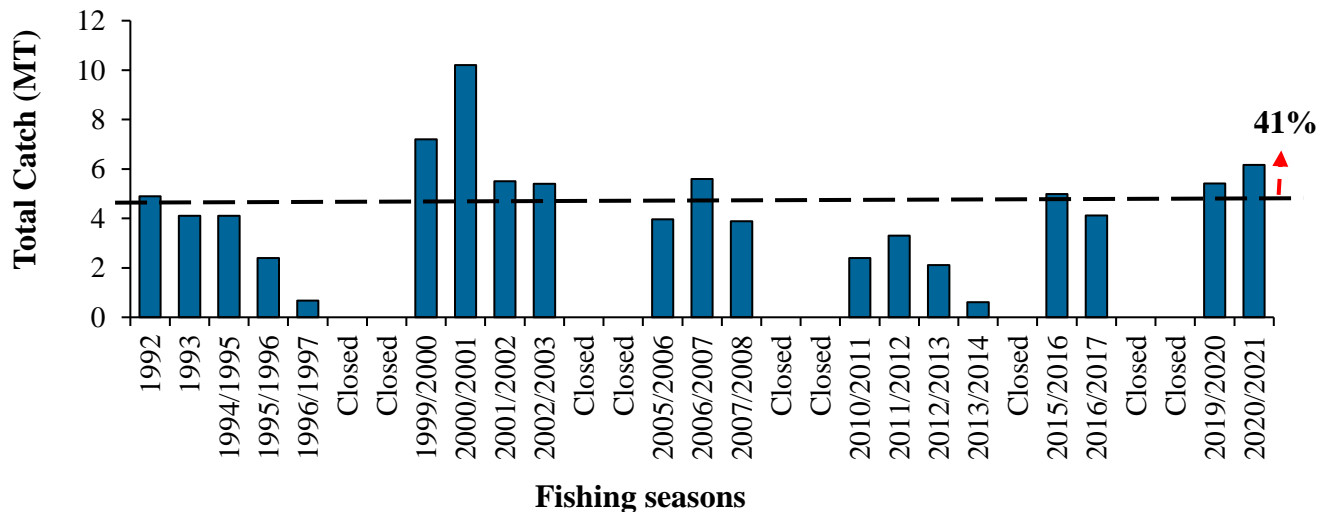 Total Catch (MT)
12
10
8
6
4
2
0
41%
1992
1993
1994/1995
1995/1996
1996/1997
Closed
Closed
1999/2000
2000/2001
2001/2002
2002/2003
Closed
Closed
2005/2006
2006/2007
2007/2008
Closed
Closed
2010/2011
2011/2012
2012/2013
2013/2014
Closed
2015/2016
2016/2017
Closed
Closed
2019/2020
2020/2021
Fishing seasons